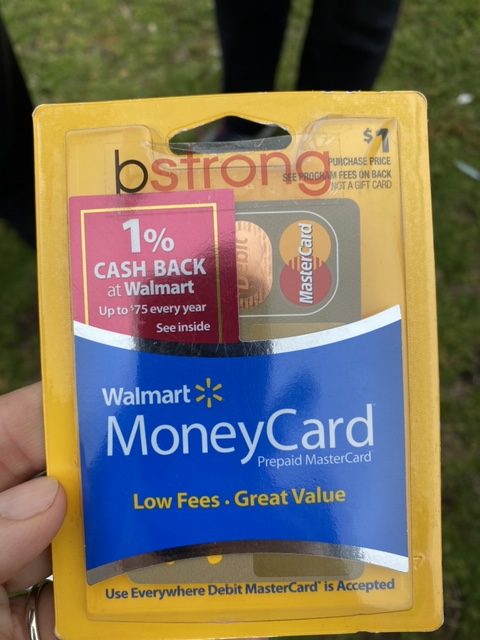 bstrong
$1
PURCHASE PRICE
SEE PROGRAM FEES ON BACK
NOT A GIFT CARD
1%
CASH BACK
at Walmart
Up to $75 every year
See inside
Debit
MasterCard
Walmart
MoneyCard
Prepaid MasterCard
Low Fees · Great Value
Use Everywhere Debit MasterCard® is Accepted